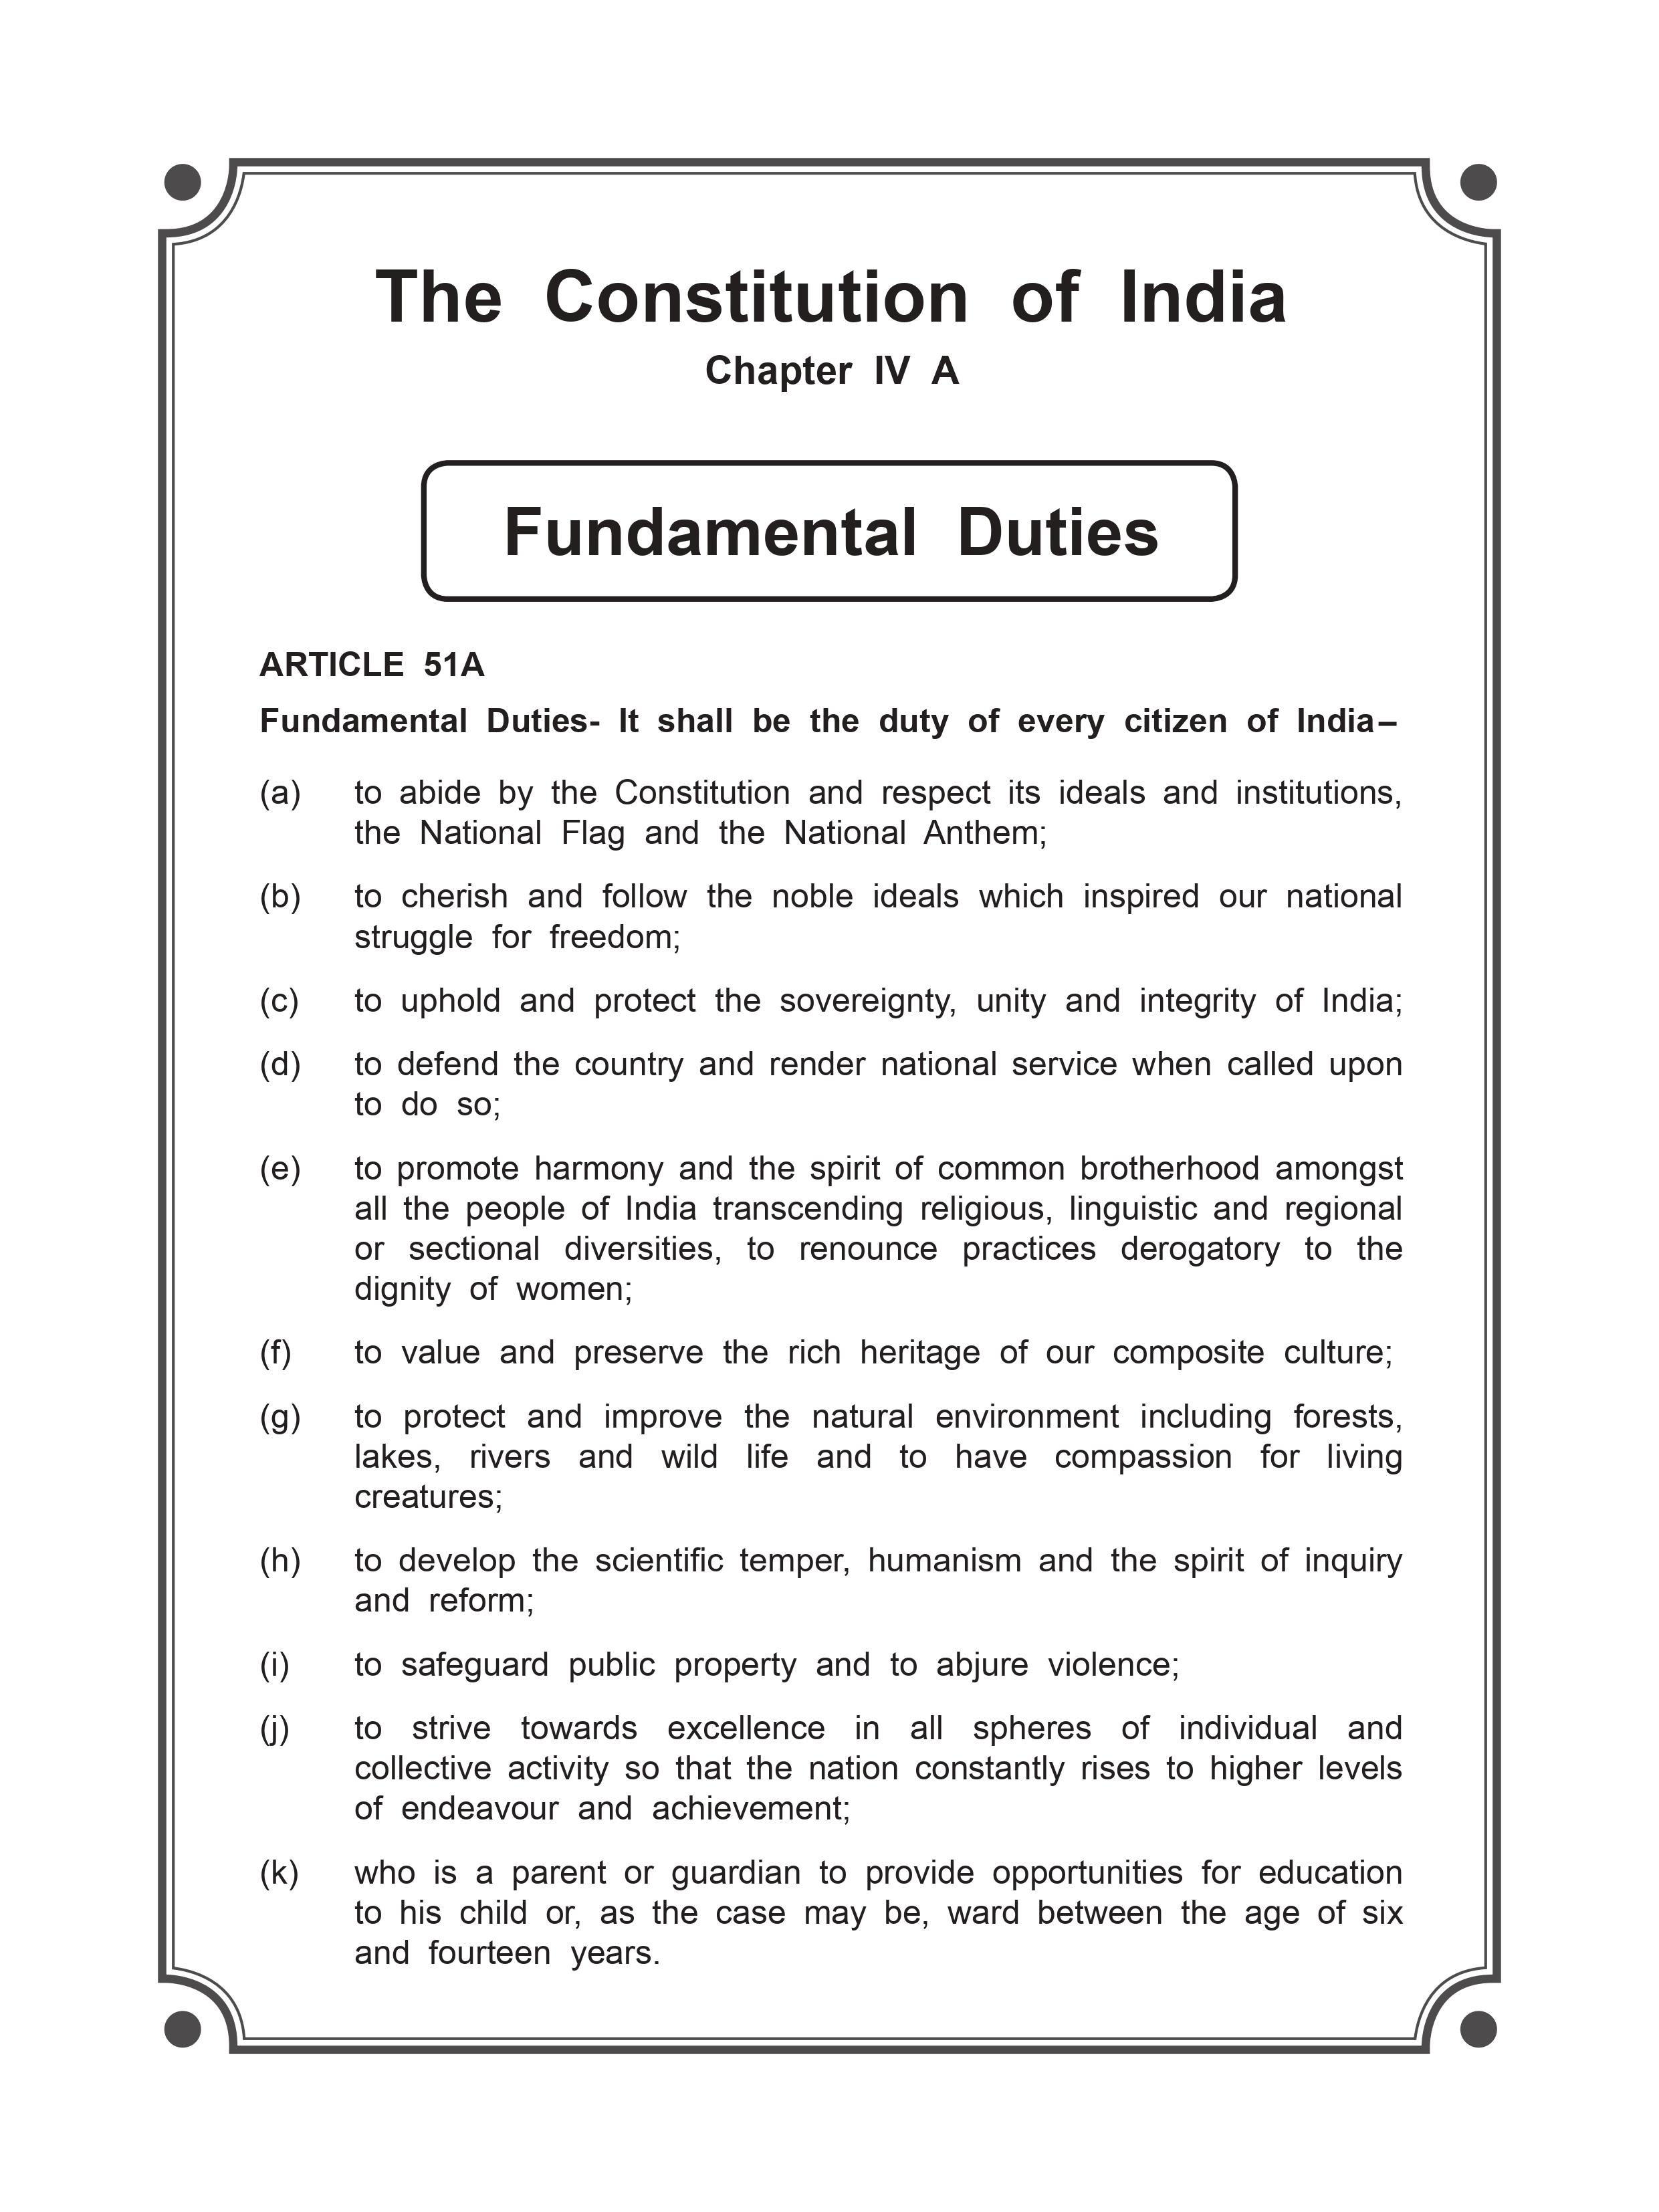 The Constitution of India
Chapter IV A
Fundamental Duties
ARTICLE 51A
Fundamental Duties- It shall be the duty of every citizen of India–
(a) to abide by the Constitution and respect its ideals and institutions,
the National Flag and the National Anthem;
(b) to cherish and follow the noble ideals which inspired our national
struggle for freedom;
(c) to uphold and protect the sovereignty, unity and integrity of India;
(d) to defend the country and render national service when called upon
to do so;
(e) to promote harmony and the spirit of common brotherhood amongst
all the people of India transcending religious, linguistic and regional
or sectional diversities, to renounce practices derogatory to the
dignity of women;
(f) to value and preserve the rich heritage of our composite culture;
(g) to protect and improve the natural environment including forests,
lakes, rivers and wild life and to have compassion for living
creatures;
(h) to develop the scientific temper, humanism and the spirit of inquiry
and reform;
(i) to safeguard public property and to abjure violence;
(j) to strive towards excellence in all spheres of individual and
collective activity so that the nation constantly rises to higher levels
of endeavour and achievement;
(k) who is a parent or guardian to provide opportunities for education
to his child or, as the case may be, ward between the age of six
and fourteen years.